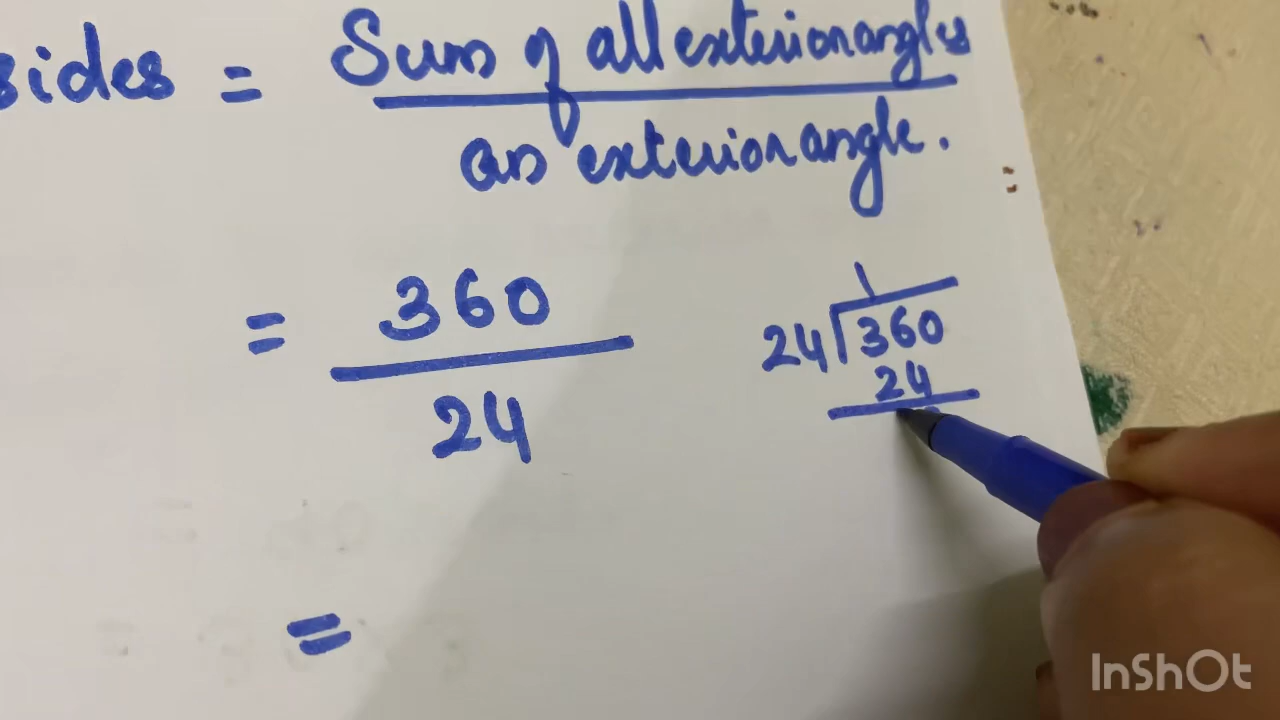 sides = Sum of all exterior angles
an exterior angle.
= 360
24
1
24 360
24
=
InShOt